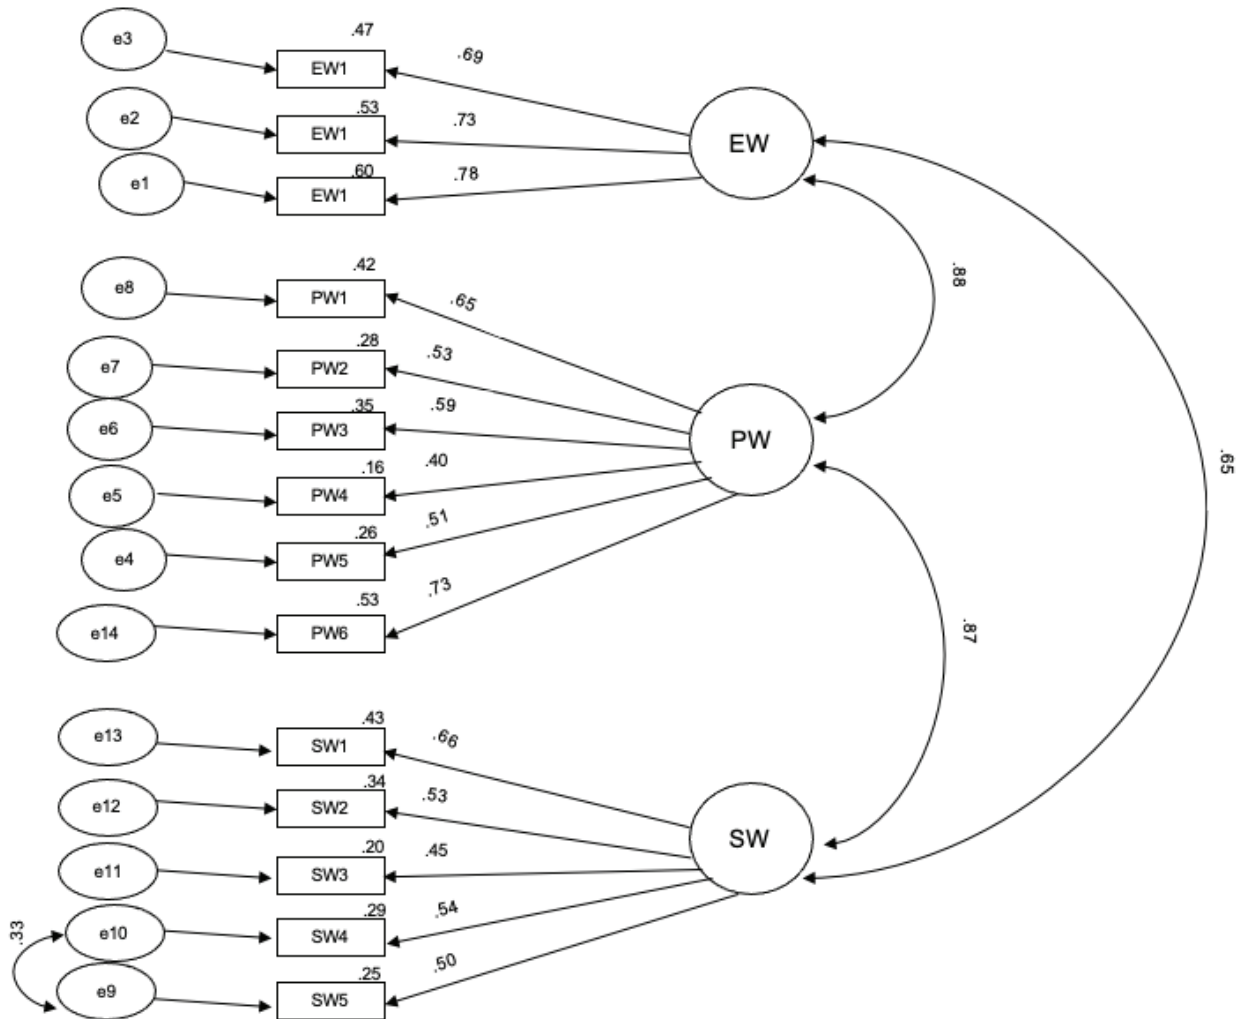 e3
.47
EW1
.69
e2
.53
EW1
.73
e1
.60
EW1
.78
EW
e8
.42
PW1
.65
e7
.28
PW2
.53
e6
.35
PW3
.59
e5
.16
PW4
.40
e4
.26
PW5
.51
e14
.53
PW6
.73
PW
.88
.65
.87
e13
.43
SW1
.66
e12
.34
SW2
.53
e11
.20
SW3
.45
e10
.29
SW4
.54
e9
.25
SW5
.50
SW
.33